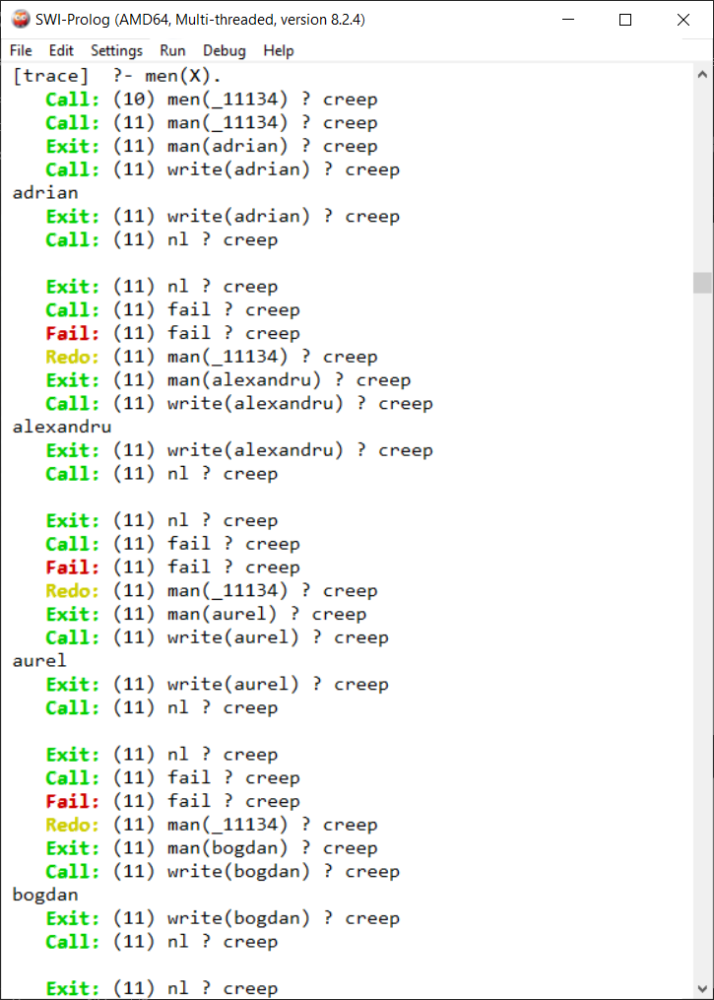 SWI-Prolog (AMD64, Multi-threaded, version 8.2.4)
File Edit Settings Run Debug Help
[trace]  ?- men(X).
   Call: (10) men(_11134) ? creep
   Call: (11) man(_11134) ? creep
   Exit: (11) man(adrian) ? creep
   Call: (11) write(adrian) ? creep
adrian
   Exit: (11) write(adrian) ? creep
   Call: (11) nl ? creep

   Exit: (11) nl ? creep
   Call: (11) fail ? creep
   Fail: (11) fail ? creep
   Redo: (11) man(_11134) ? creep
   Exit: (11) man(alexandru) ? creep
   Call: (11) write(alexandru) ? creep
alexandru
   Exit: (11) write(alexandru) ? creep
   Call: (11) nl ? creep

   Exit: (11) nl ? creep
   Call: (11) fail ? creep
   Fail: (11) fail ? creep
   Redo: (11) man(_11134) ? creep
   Exit: (11) man(aurel) ? creep
   Call: (11) write(aurel) ? creep
aurel
   Exit: (11) write(aurel) ? creep
   Call: (11) nl ? creep

   Exit: (11) nl ? creep
   Call: (11) fail ? creep
   Fail: (11) fail ? creep
   Redo: (11) man(_11134) ? creep
   Exit: (11) man(bogdan) ? creep
   Call: (11) write(bogdan) ? creep
bogdan
   Exit: (11) write(bogdan) ? creep
   Call: (11) nl ? creep

   Exit: (11) nl ? creep